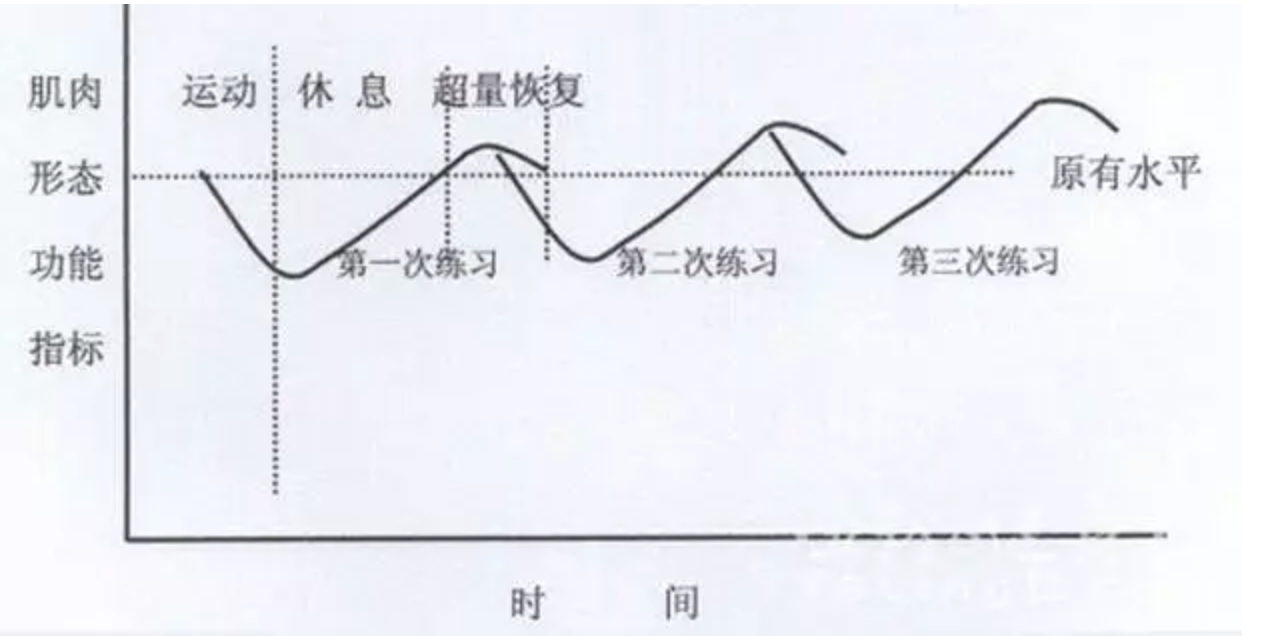 肌肉
形态
功能
指标
运动
休 息
超量恢复
原有水平
第一次练习
第二次练习
第三次练习
时 间